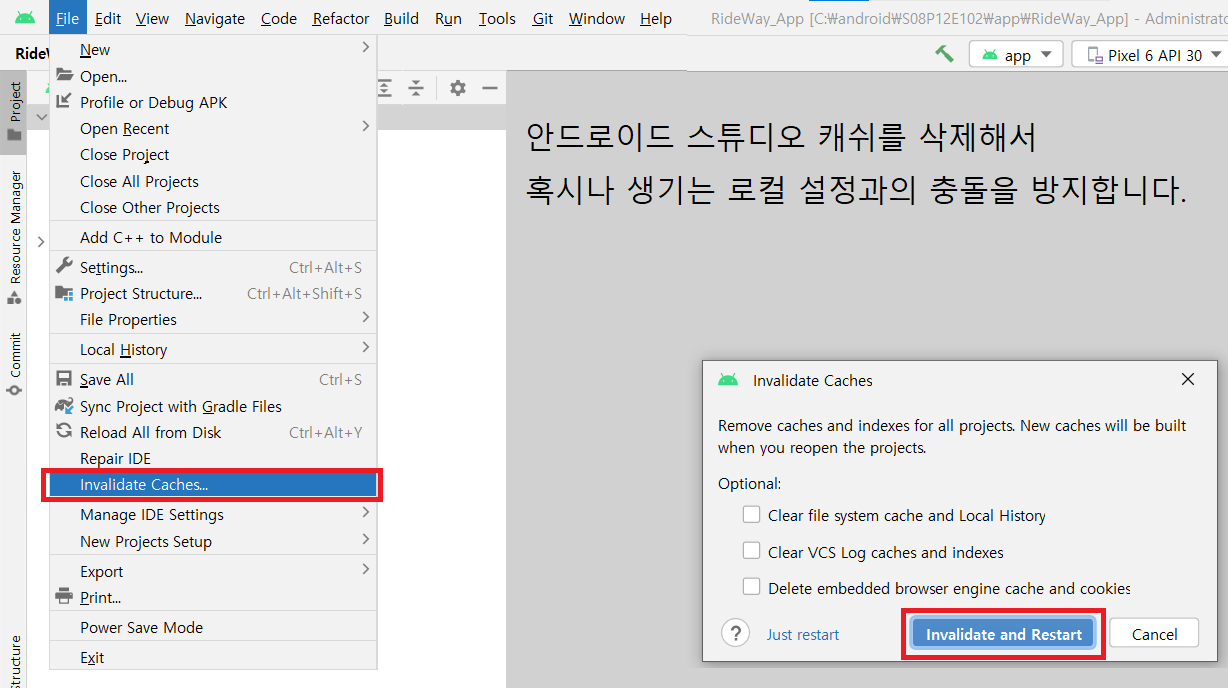 File Edit View Navigate Code Refactor Build Run Tools Git Window Help RideWay_App [C:₩android₩S08P12E102₩app₩RideWay_App] - Administrato
RideW
app Pixel 6 API 30
Project
Resource Manager
Commit
Structure
New
Open...
Profile or Debug APK
Open Recent
Close Project
Close All Projects
Close Other Projects
Add C++ to Module
Settings... Ctrl+Alt+S
Project Structure... Ctrl+Alt+Shift+S
File Properties
Local History
Save All Ctrl+S
Sync Project with Gradle Files
Reload All from Disk Ctrl+Alt+Y
Repair IDE
Invalidate Caches...
Manage IDE Settings
New Projects Setup
Export
Print...
Power Save Mode
Exit
안드로이드 스튜디오 캐쉬를 삭제해서
혹시나 생기는 로컬 설정과의 충돌을 방지합니다.
Invalidate Caches
Remove caches and indexes for all projects. New caches will be built
when you reopen the projects.
Optional:
Clear file system cache and Local History
Clear VCS Log caches and indexes
Delete embedded browser engine cache and cookies
? Just restart Invalidate and Restart Cancel